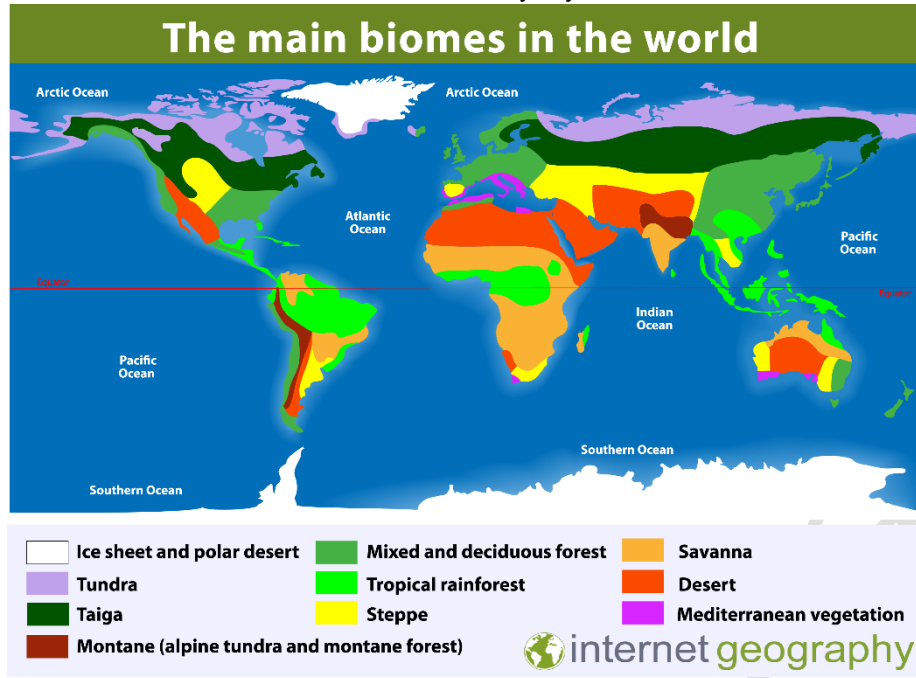 The main biomes in the world
Arctic Ocean
Arctic Ocean
Atlantic
Ocean
Pacific
Ocean
Equator
Equator
Indian
Ocean
Pacific
Ocean
Southern Ocean
Southern Ocean
Ice sheet and polar desert
Mixed and deciduous forest
Savanna
Tundra
Tropical rainforest
Desert
Taiga
Steppe
Mediterranean vegetation
Montane (alpine tundra and montane forest)
internet geography